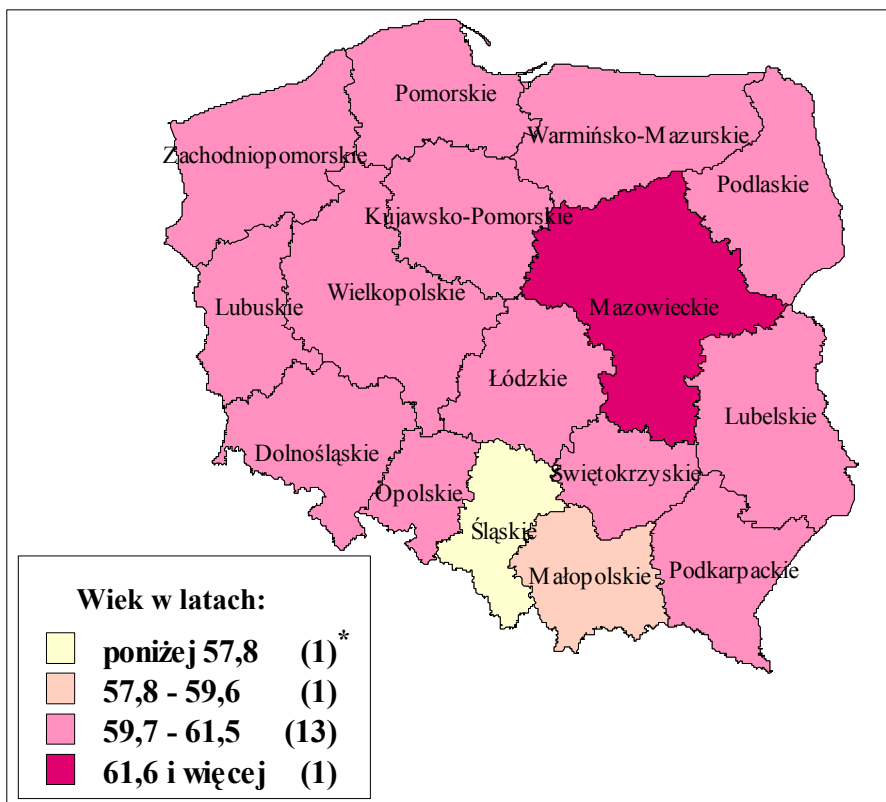 Pomorskie
Warmińsko-Mazurskie
Zachodniopomorskie
Podlaskie
Kujawsko-Pomorskie
Wielkopolskie
Lubuskie
Mazowieckie
Łódzkie
Lubelskie
Dolnośląskie
Świętokrzyskie
Opolskie
Śląskie
Małopolskie
Podkarpackie
Wiek w latach:
poniżej 57,8 (1)*
57,8 - 59,6 (1)
59,7 - 61,5 (13)
61,6 i więcej (1)